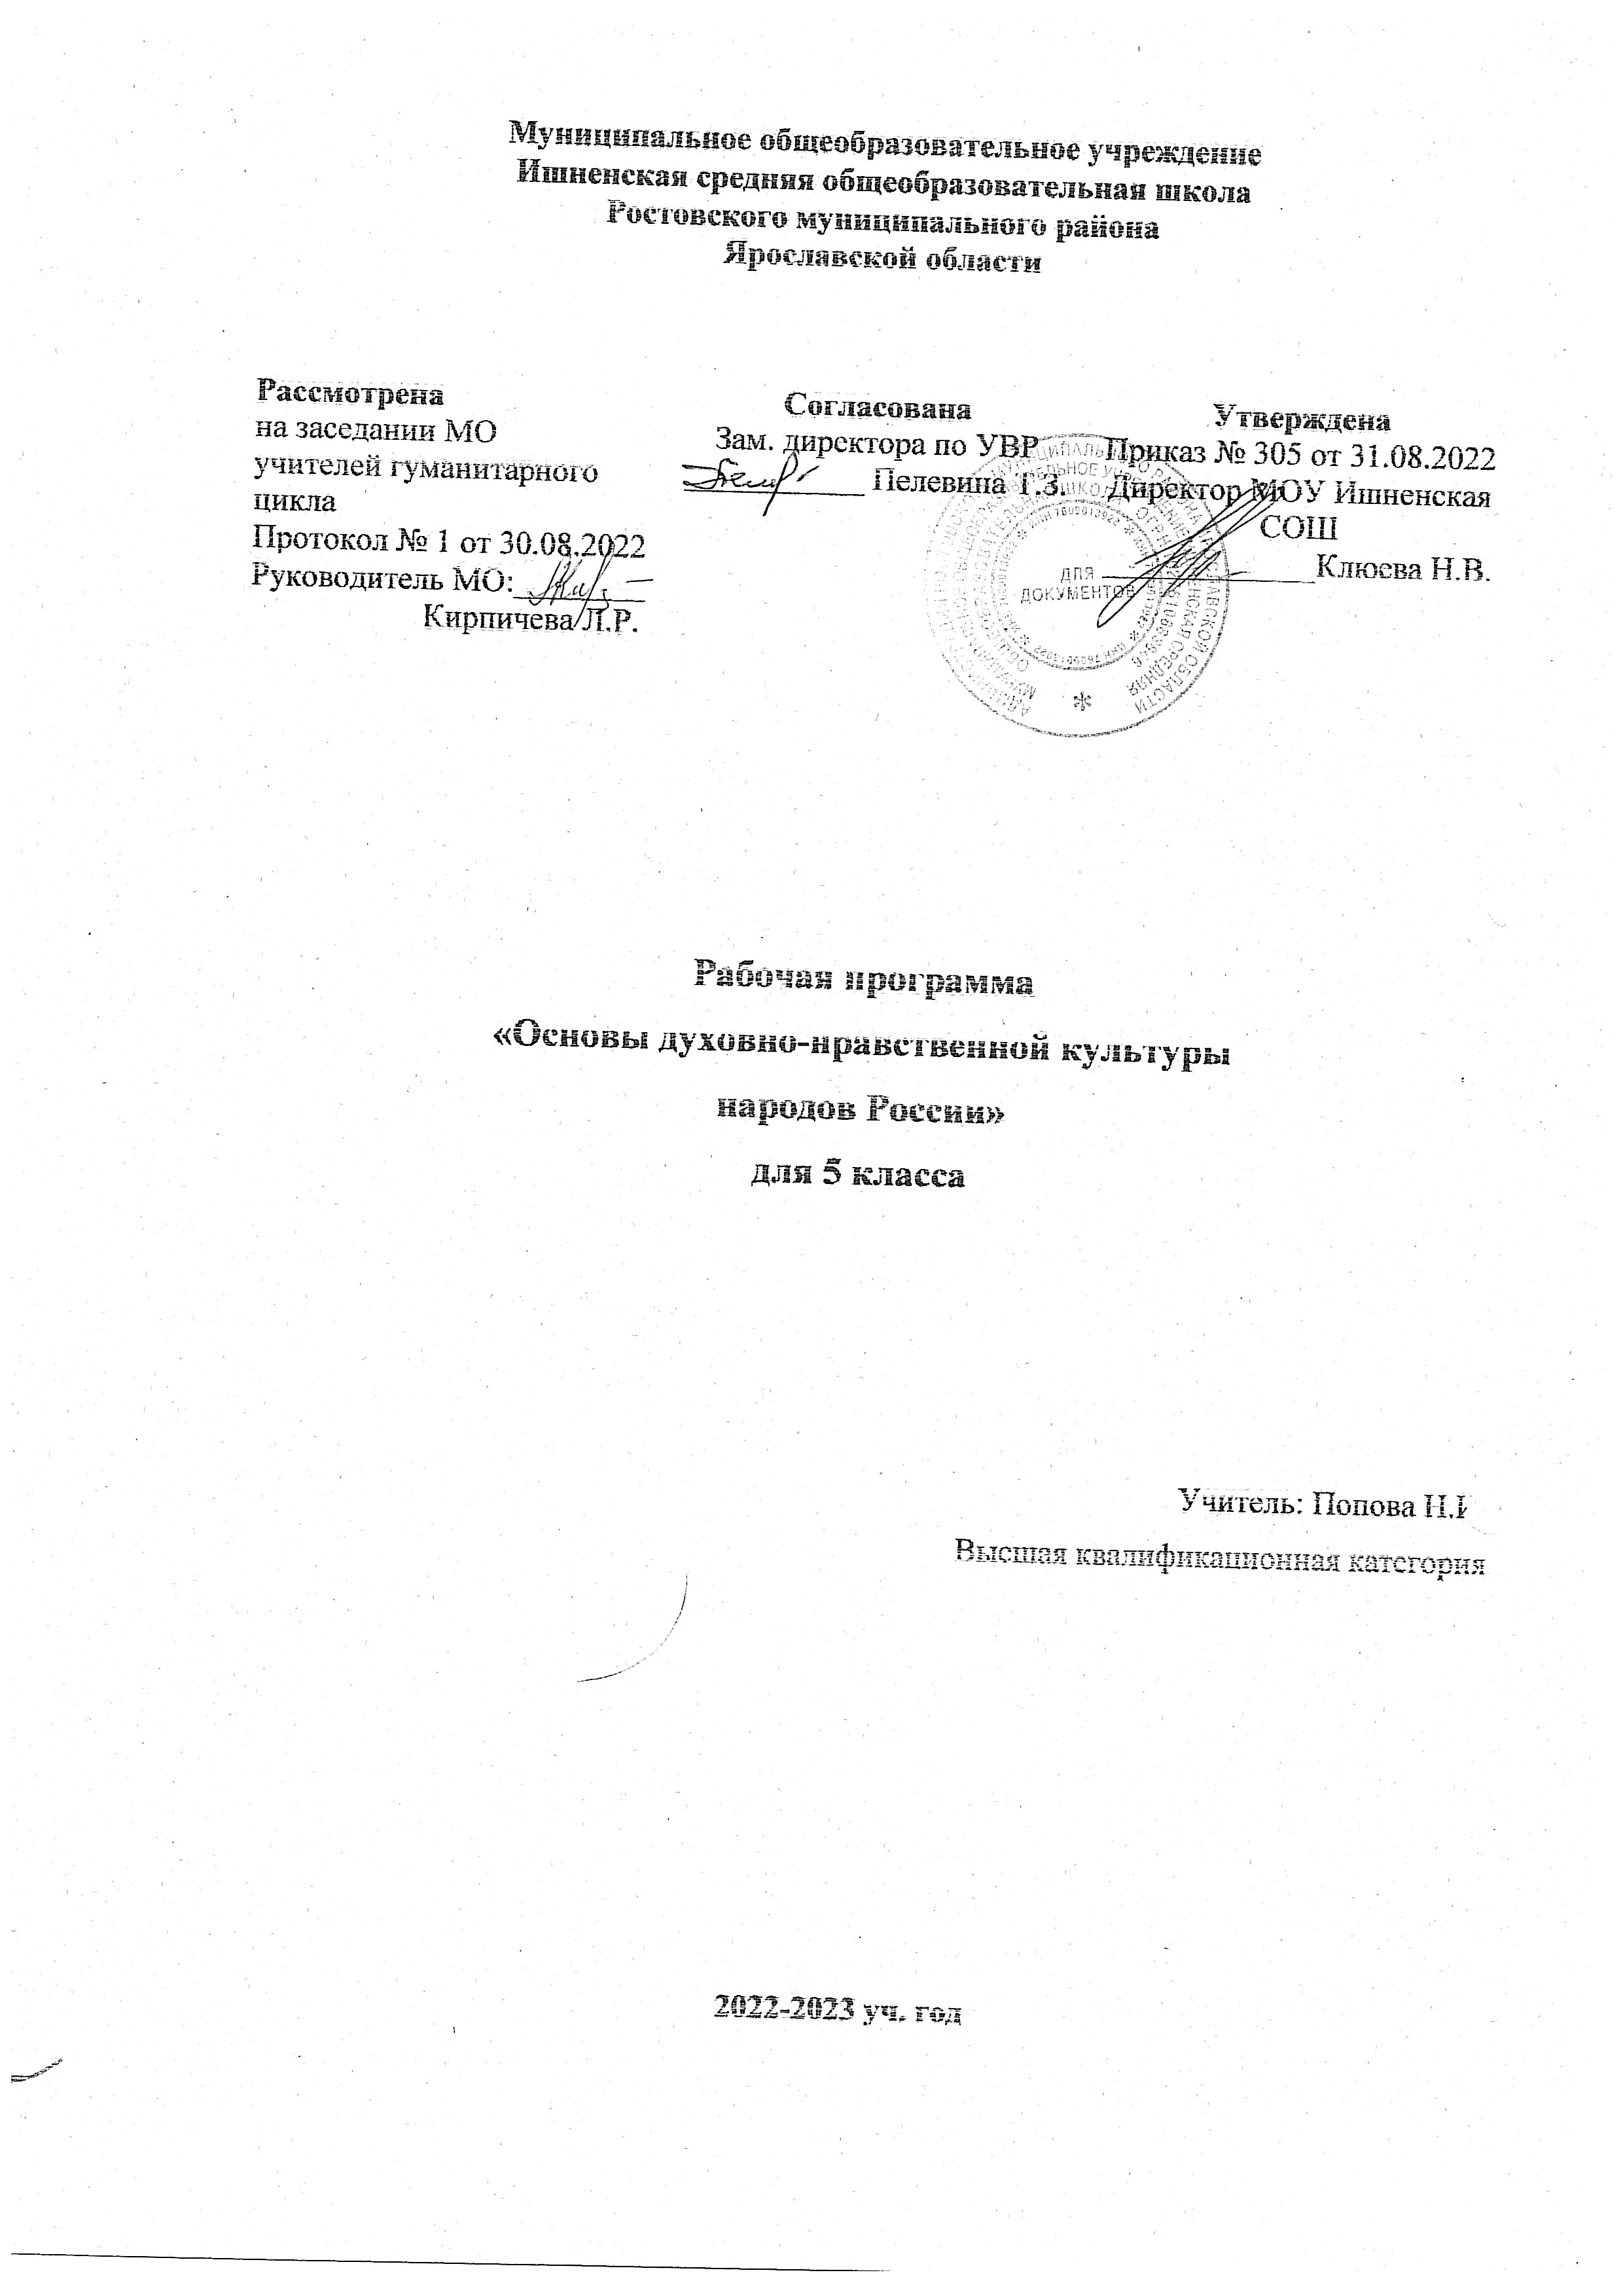 Муниципальное общеобразовательное учреждение
Ишненская средняя общеобразовательная школа
Ростовского муниципального района
Ярославской области
Рассмотрена
на заседании МО
учителей гуманитарного
цикла
Протокол № 1 от 30.08.2022
Руководитель МО:
Кирпичева Л.Р.
Согласована
Зам. директора по УВР
Пелевина Г.З.
Утверждена
Приказ № 305 от 31.08.2022
Директор МОУ Ишненская
СОШ
Клюева Н.В.
ДЛЯ
ДОКУМЕНТОВ
Рабочая программа
«Основы духовно-нравственной культуры
народов России»
для 5 класса
Учитель: Попова Н.
Высшая квалификационная категория
2022-2023 уч. год